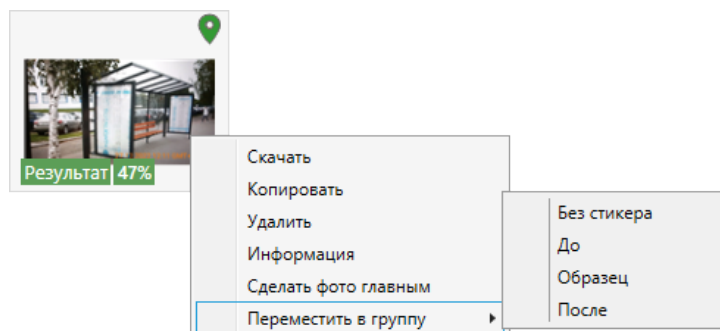 Результат 47%
Скачать
Копировать
Удалить
Информация
Сделать фото главным
Переместить в группу
Без стикера
До
Образец
После